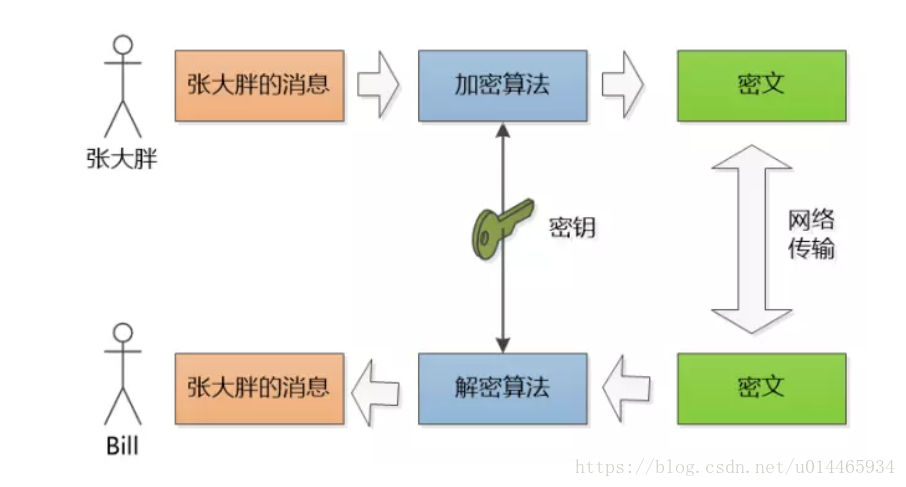 张大胖的消息
加密算法
密文
张大胖
密钥
网络
传输
张大胖的消息
解密算法
密文
Bill
https://blog.csdn.net/u014465934